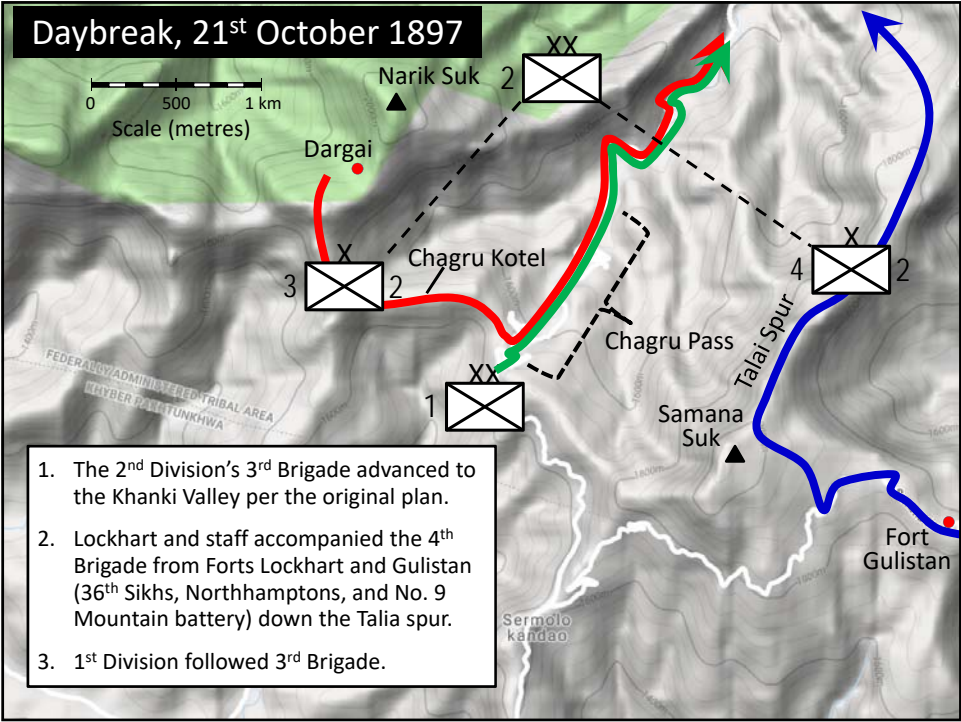 Daybreak, 21st October 1897
XX
2
Narik Suk
0 500 1 km
Scale (metres)
Dargai
X
3 2
Chagru Kotel
X
4 2
Chagru Pass
Talai Spur
XX
1
Samana
Suk
FEDERALLY ADMINISTERED TRIBAL AREA
KHYBER PAKHTUNKHWA
1. The 2nd Division's 3rd Brigade advanced to
the Khanki Valley per the original plan.
2. Lockhart and staff accompanied the 4th
Brigade from Forts Lockhart and Gulistan
(36th Sikhs, Northhamptons, and No. 9
Mountain battery) down the Talia spur.
3. 1st Division followed 3rd Brigade.
Fort
Gulistan
Sermolo
kandao
1600m